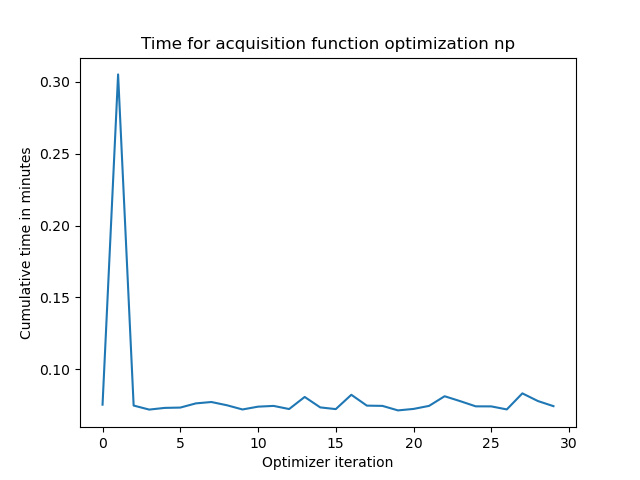 Time for acquisition function optimization np
Cumulative time in minutes
0.30
0.25
0.20
0.15
0.10
0 5 10 15 20 25 30
Optimizer iteration